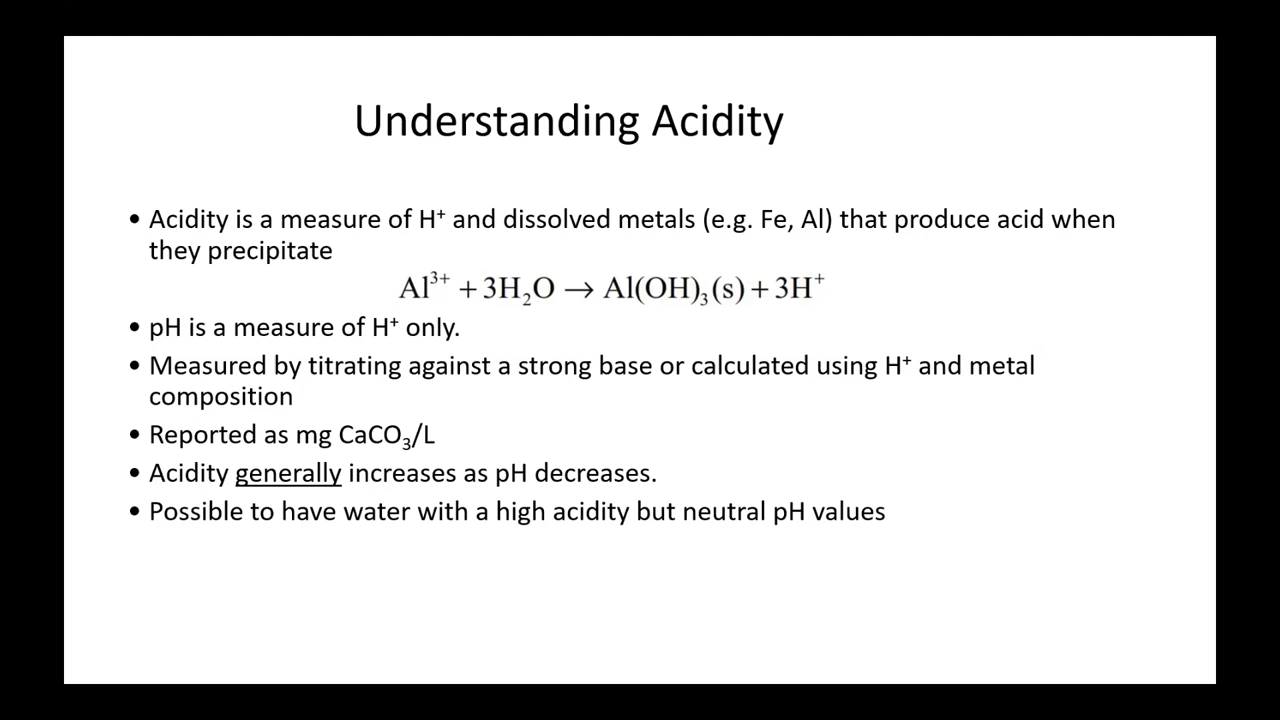 Understanding Acidity
• Acidity is a measure of H⁺ and dissolved metals (e.g. Fe, Al) that produce acid when
they precipitate
Al³⁺ + 3H₂O → Al(OH)₃(s) + 3H⁺
• pH is a measure of H⁺ only.
• Measured by titrating against a strong base or calculated using H⁺ and metal
composition
• Reported as mg CaCO₃/L
• Acidity generally increases as pH decreases.
• Possible to have water with a high acidity but neutral pH values